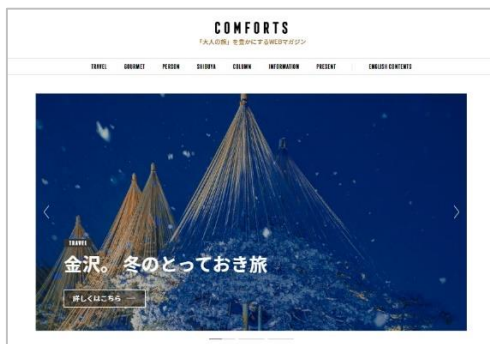 COMFORTS
「大人の旅」を豊かにするWEBマガジン
TRAVEL GOURMET PERSON SHIBUYA COLUMN INFORMATION PRESENT ENGLISH CONTENTS
TRAVEL
金沢。 冬のとっておき旅
詳しくはこちら